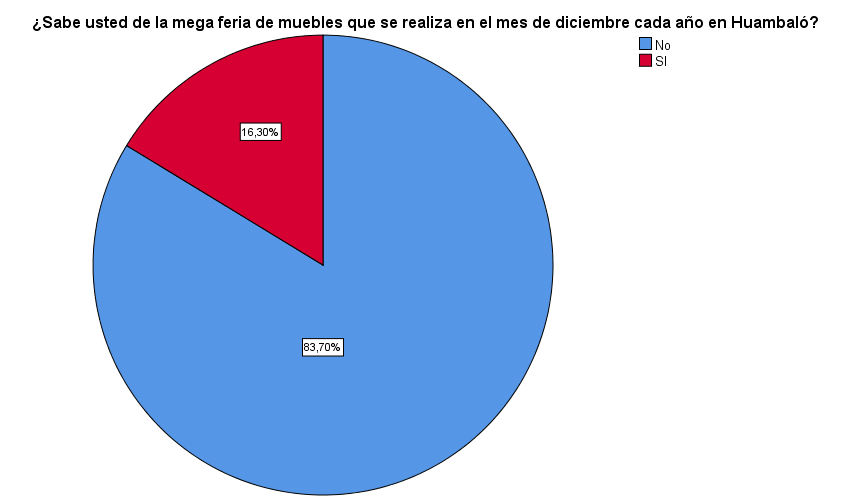 ¿Sabe usted de la mega feria de muebles que se realiza en el mes de diciembre cada año en Huambaló?
No
SI
16,30%
83,70%